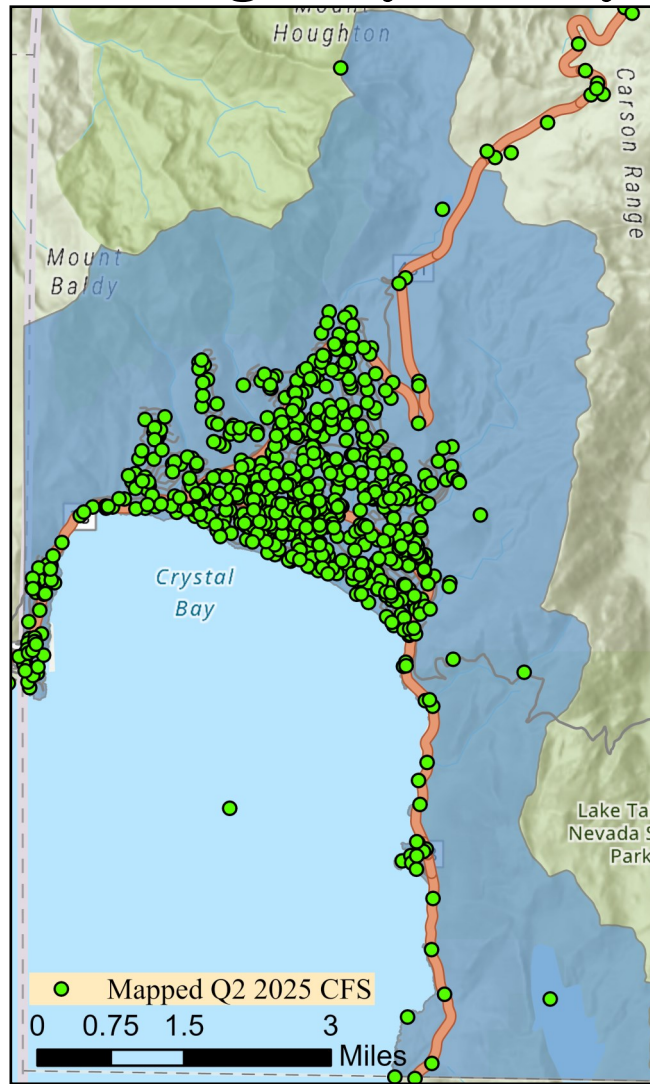 Mount
Houghton
Carson Range
Mount
Baldy
Crystal
Bay
Lake Ta
Nevada S
Park
Mapped Q2 2025 CFS
0 0.75 1.5 3
Miles